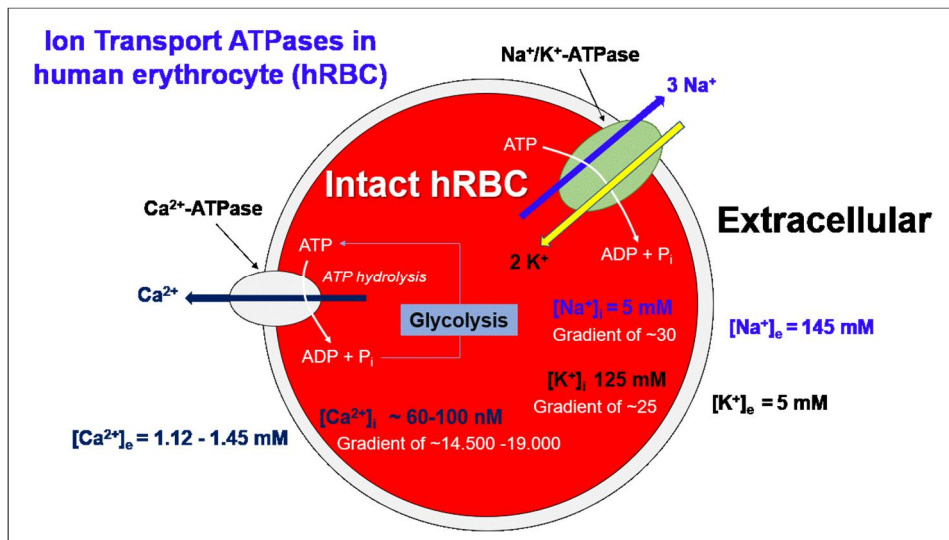 Ion Transport ATPases in
human erythrocyte (hRBC)
Na⁺/K⁺-ATPase
3 Na⁺
ATP
Intact hRBC
Ca²⁺-ATPase
Extracellular
ATP
ADP + Pᵢ
2 K⁺
ATP hydrolysis
Ca²⁺
Glycolysis
[Na⁺]ᵢ = 5 mM
[Na⁺]ₑ = 145 mM
Gradient of ~30
ADP + Pᵢ
[K⁺]ᵢ 125 mM
[K⁺]ₑ = 5 mM
Gradient of ~25
[Ca²⁺]ᵢ ~ 60-100 nM
[Ca²⁺]ₑ = 1.12 - 1.45 mM
Gradient of ~14.500 -19.000